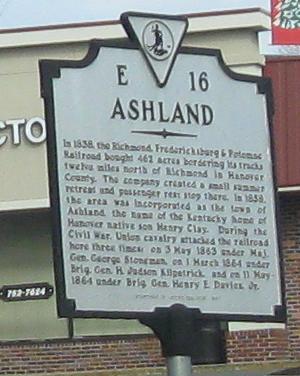 E 16
ASHLAND
In 1838, the Richmond, Fredericksburg & Potomac
Railroad bought 462 acres bordering its tracks
twelve miles north of Richmond in Hanover
County. The company created a small summer
retreat and passenger rest stop there. In 1858,
the area was incorporated as the town of
Ashland, the name of the Kentucky home of
Hanover native son Henry Clay. During the
Civil War, Union cavalry attacked the railroad
here three times: on 3 May 1863 under Maj.
Gen. George Stoneman, on 1 March 1864 under
Brig. Gen. H. Judson Kilpatrick, and on 11 May
1864 under Brig. Gen. Henry E. Davies, Jr.
CTO
752-7624